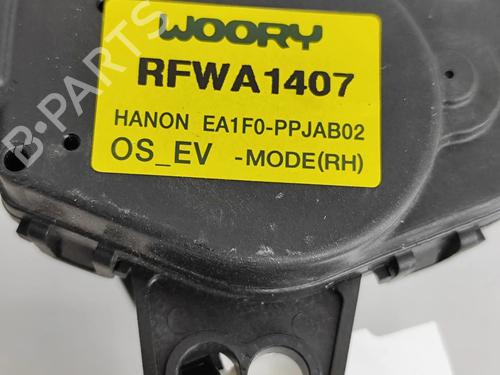 WOORY
RFWA1407
HANON EA1F0-PPJAB02
OS_EV -MODE(RH)
B-PARTS